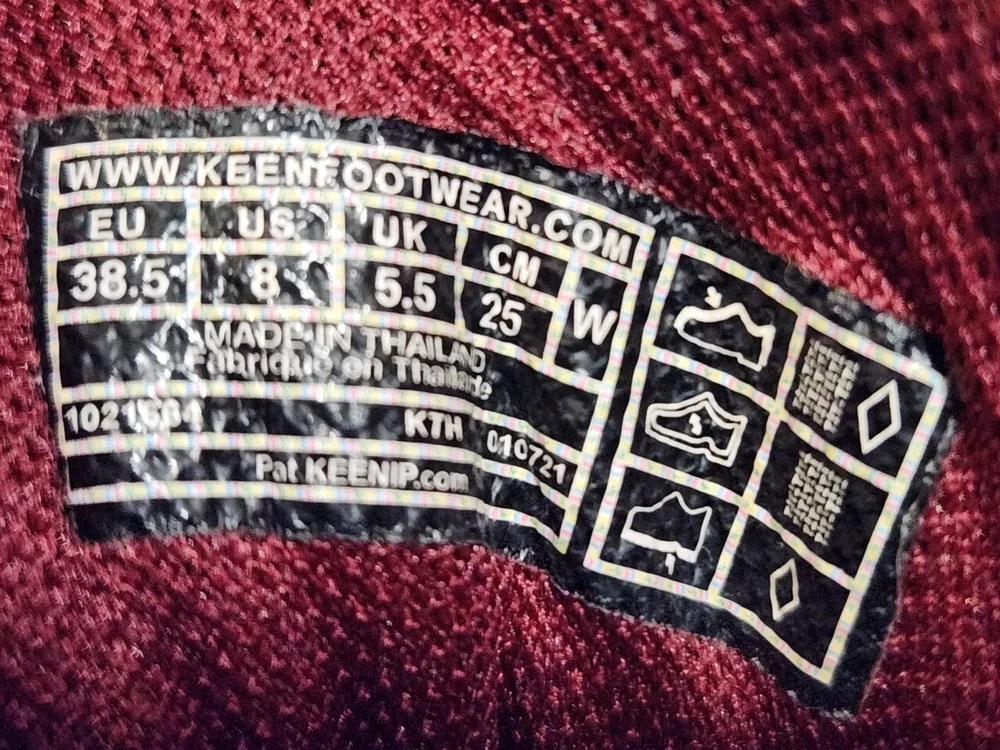 WWW.KEENFOOTWEAR.COM
EU US UK CM
38.5 8 5.5 25 W
MADE IN THAILAND
Fabriqué en Thaïlande
KTH 010721
Pat KEENIP.com